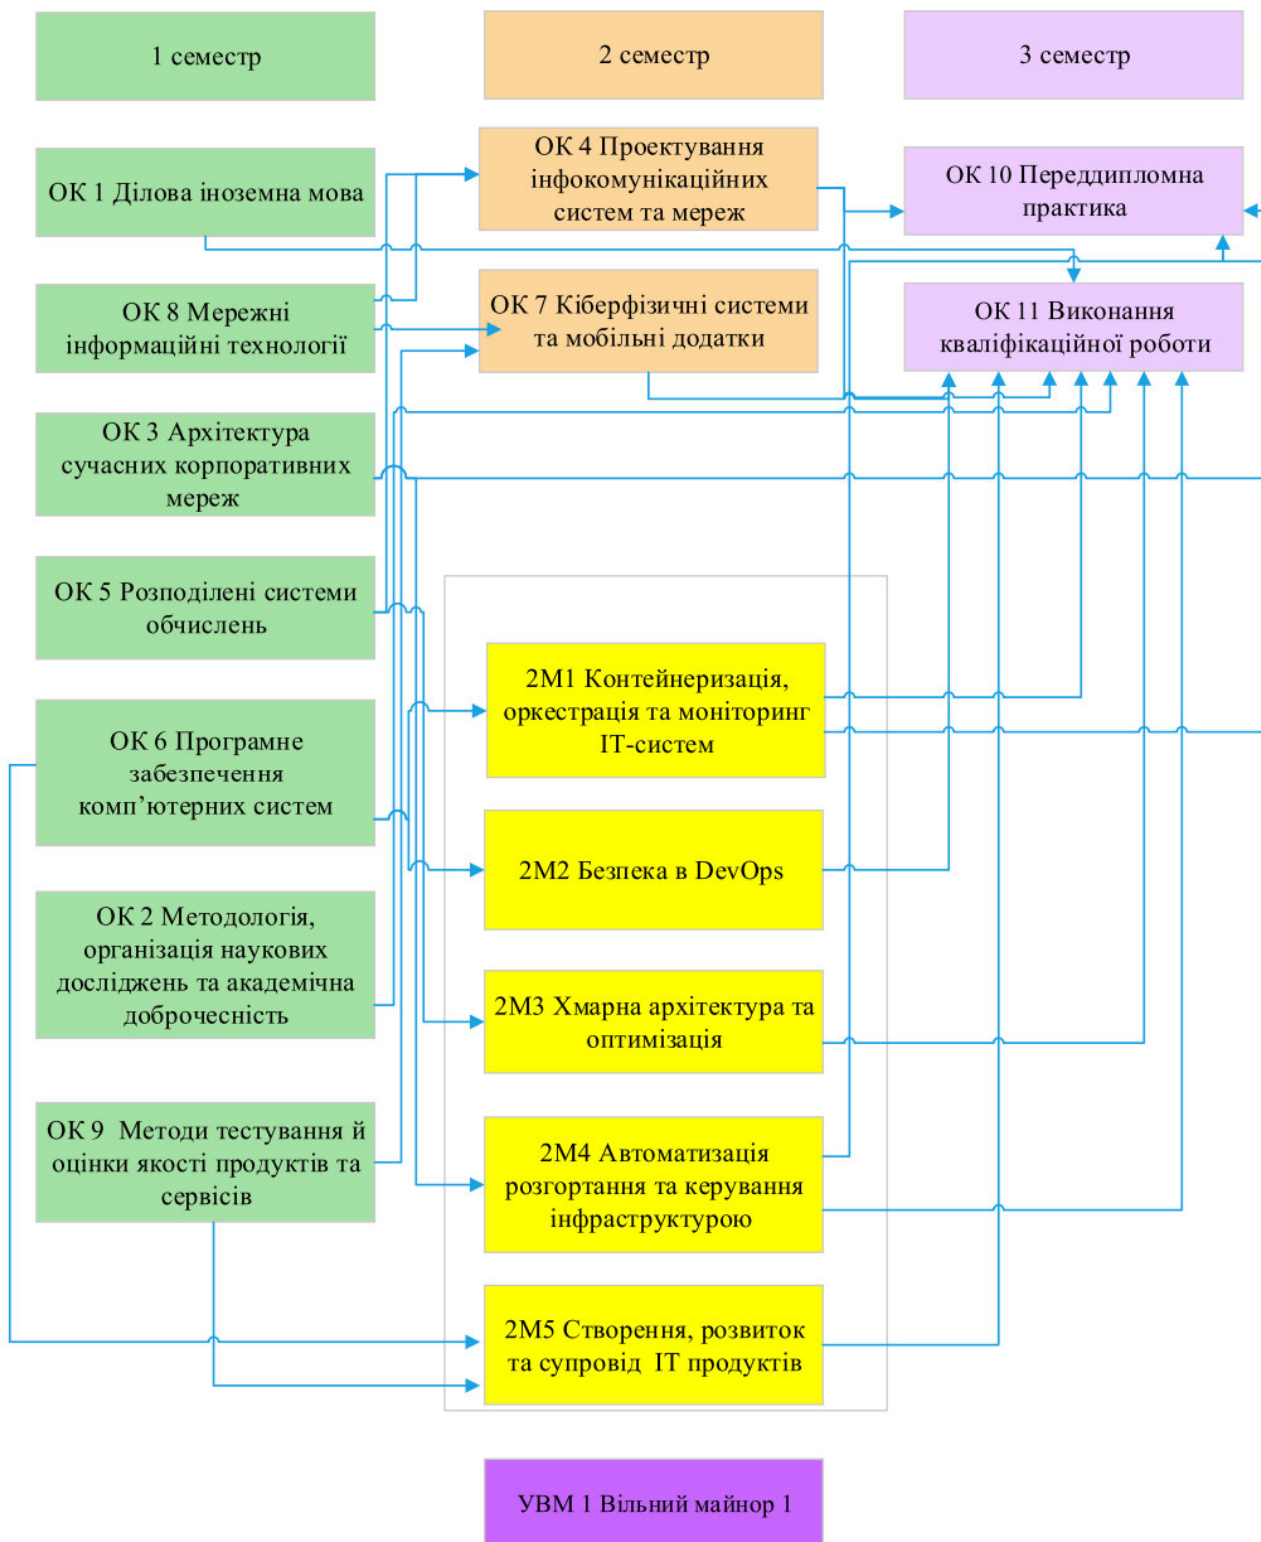 1 семестр
2 семестр
3 семестр
ОК 1 Ділова іноземна мова
ОК 8 Мережні
інформаційні технології
ОК 3 Архітектура
сучасних корпоративних
мереж
ОК 5 Розподілені системи
обчислень
ОК 6 Програмне
забезпечення
комп’ютерних систем
ОК 2 Методологія,
організація наукових
досліджень та академічна
доброчесність
ОК 9 Методи тестування й
оцінки якості продуктів та
сервісів
ОК 4 Проектування
інфокомунікаційних
систем та мереж
ОК 7 Кіберфізичні системи
та мобільні додатки
2М1 Контейнеризація,
оркестрація та моніторинг
ІТ-систем
2М2 Безпека в DevOps
2М3 Хмарна архітектура та
оптимізація
2М4 Автоматизація
розгортання та керування
інфраструктурою
2М5 Створення, розвиток
та супровід ІТ продуктів
УВМ 1 Вільний майнор 1
ОК 10 Переддипломна
практика
ОК 11 Виконання
кваліфікаційної роботи